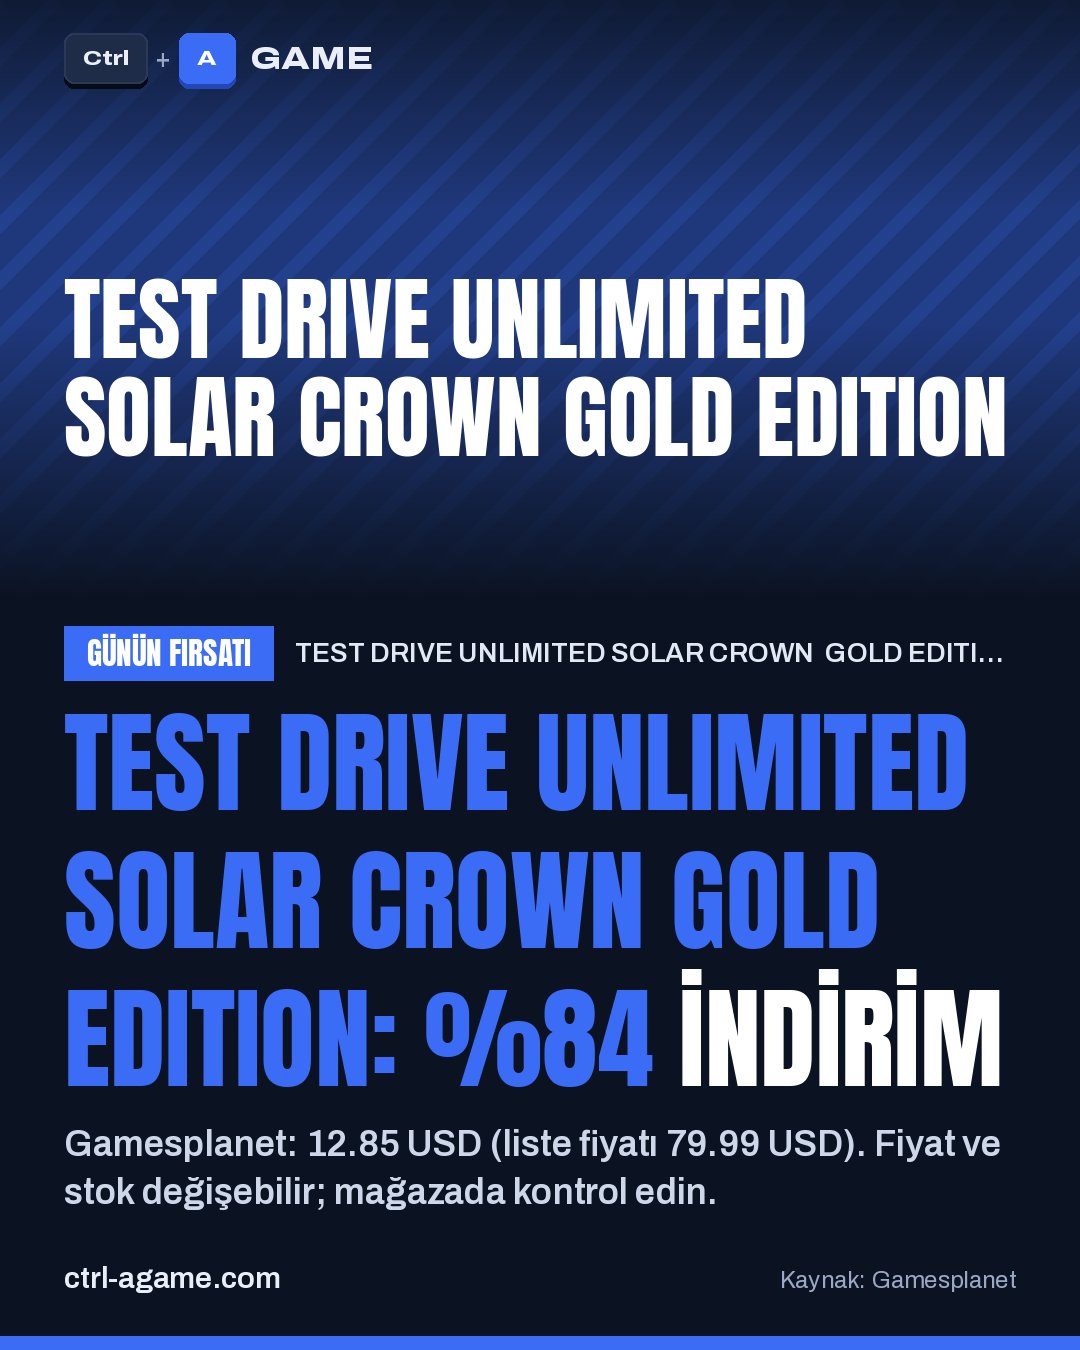 Ctrl + A GAME
TEST DRIVE UNLIMITED
SOLAR CROWN GOLD EDITION
GÜNÜN FIRSATI TEST DRIVE UNLIMITED SOLAR CROWN GOLD EDITI...
TEST DRIVE UNLIMITED
SOLAR CROWN GOLD
EDITION: %84 İNDİRİM
Gamesplanet: 12.85 USD (liste fiyatı 79.99 USD). Fiyat ve
stok değişebilir; mağazada kontrol edin.
ctrl-agame.com
Kaynak: Gamesplanet